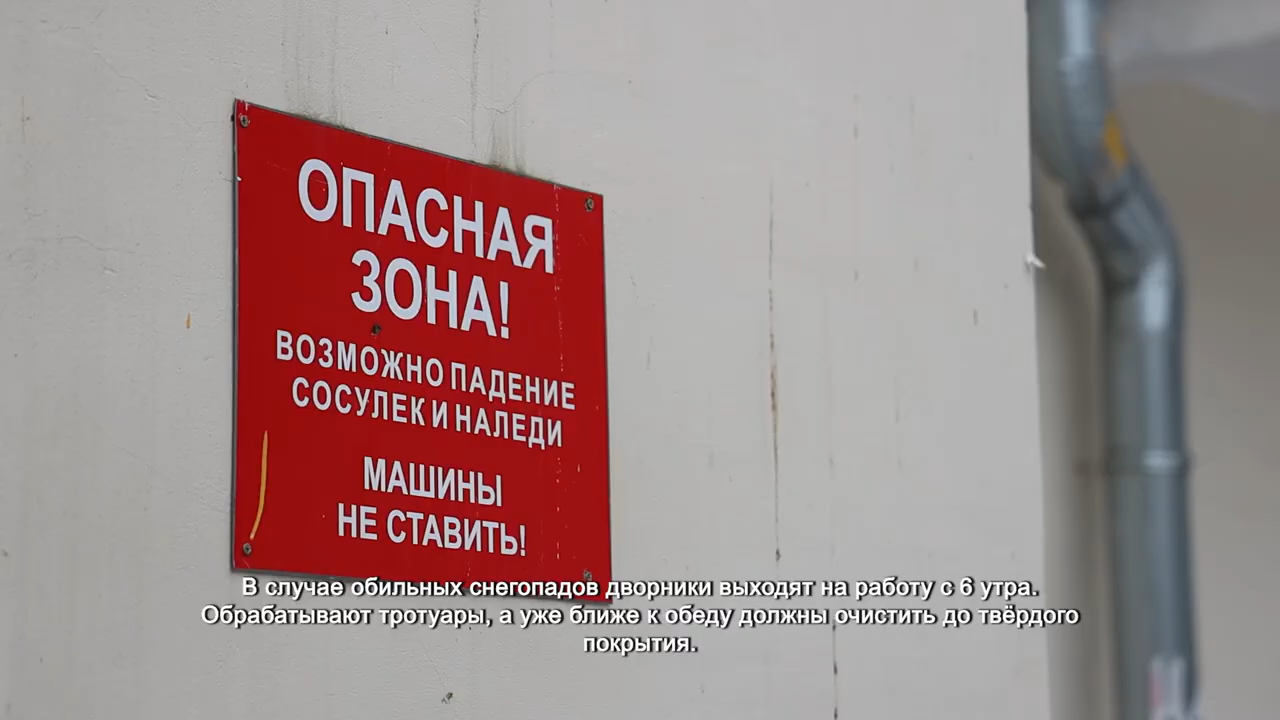 ОПАСНАЯ
ЗОНА!
ВОЗМОЖНО ПАДЕНИЕ
СОСУЛЕК И НАЛЕДИ
МАШИНЫ
НЕ СТАВИТЬ!
В случае обильных снегопадов дворники выходят на работу с 6 утра.
Обрабатывают тротуары, а уже ближе к обеду должны очистить до твёрдого
покрытия.